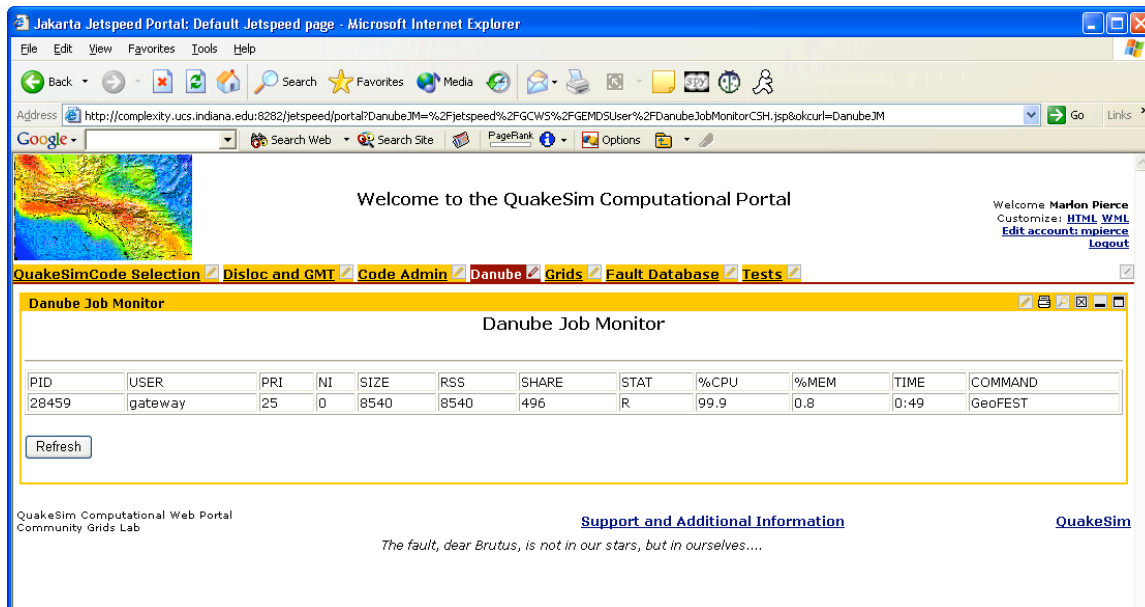 Jakarta Jetspeed Portal: Default Jetspeed page - Microsoft Internet Explorer
File Edit View Favorites Tools Help
Back Search Favorites Media SPY
Address http://complexity.ucs.indiana.edu:8282/jetspeed/portal?DanubeJM=%2Fjetspeed%2FGCWS%2FGEMDSUser%2FDanubeJobMonitorCSH.jsp&okcurl=DanubeJM Go Links »
Google Search Web Search Site PageRank Options
Welcome to the QuakeSim Computational Portal
Welcome Marlon Pierce
Customize: HTML WML
Edit account: mpierce
Logout
QuakeSimCode Selection Disloc and GMT Code Admin Danube Grids Fault Database Tests
Danube Job Monitor
Danube Job Monitor
PID USER PRI NI SIZE RSS SHARE STAT %CPU %MEM TIME COMMAND
28459 gateway 25 0 8540 8540 496 R 99.9 0.8 0:49 GeoFEST
Refresh
QuakeSim Computational Web Portal
Community Grids Lab
Support and Additional Information
QuakeSim
The fault, dear Brutus, is not in our stars, but in ourselves....